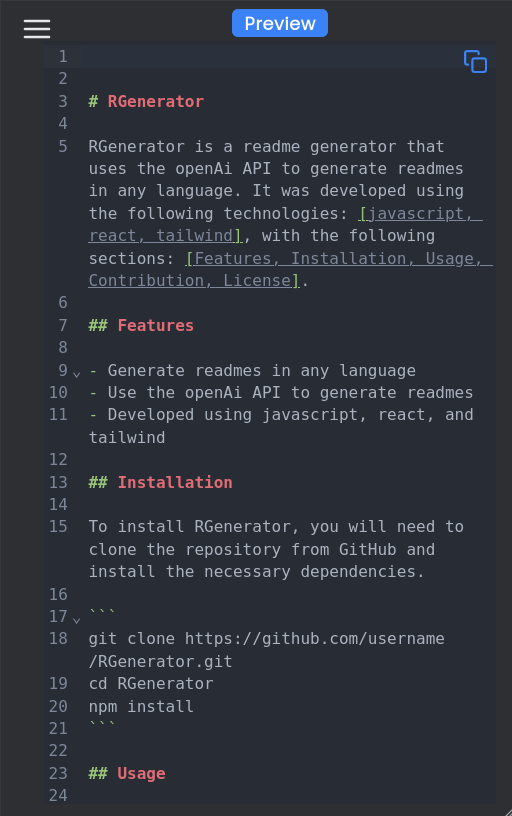 Preview
1
2
3 # RGenerator
4
5 RGenerator is a readme generator that
uses the openAi API to generate readmes
in any language. It was developed using
the following technologies: [javascript,
react, tailwind], with the following
sections: [Features, Installation, Usage,
Contribution, License].
6
7 ## Features
8
9 - Generate readmes in any language
10 - Use the openAi API to generate readmes
11 - Developed using javascript, react, and
tailwind
12
13 ## Installation
14
15 To install RGenerator, you will need to
clone the repository from GitHub and
install the necessary dependencies.
16
17 ```
18 git clone https://github.com/username
/RGenerator.git
19 cd RGenerator
20 npm install
21 ```
22
23 ## Usage
24